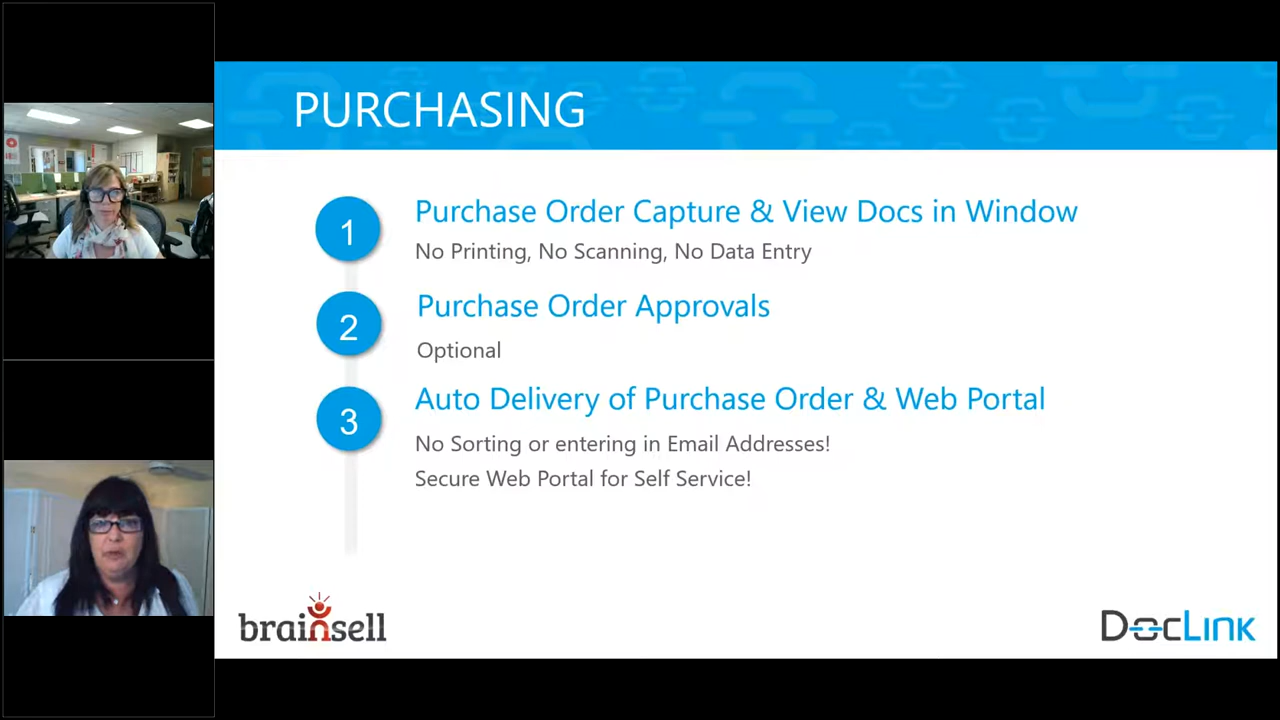 PURCHASING
1
Purchase Order Capture & View Docs in Window
No Printing, No Scanning, No Data Entry
2
Purchase Order Approvals
Optional
3
Auto Delivery of Purchase Order & Web Portal
No Sorting or entering in Email Addresses!
Secure Web Portal for Self Service!
brainsell
DocLink